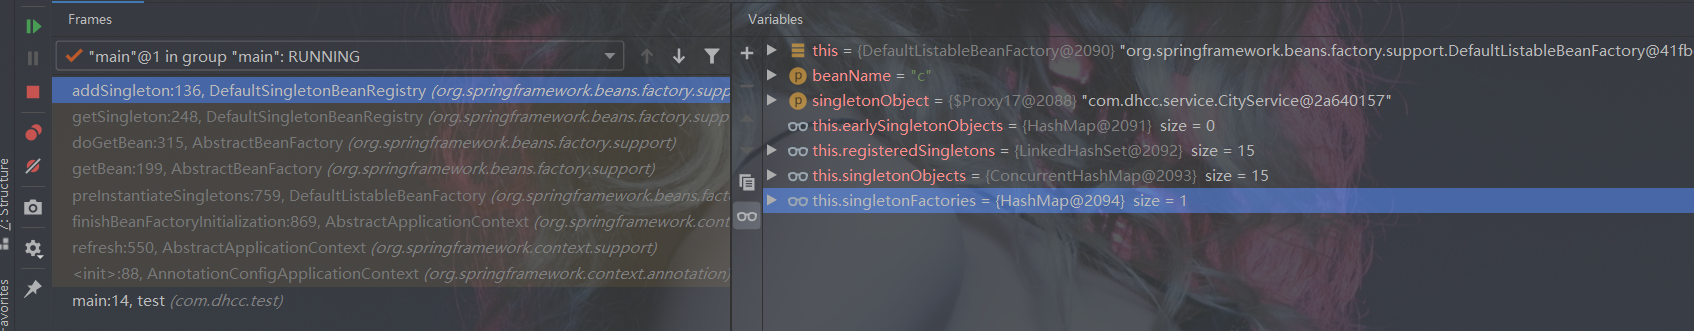 Frames
"main"@1 in group "main": RUNNING
addSingleton:136, DefaultSingletonBeanRegistry (org.springframework.beans.factory.supp
getSingleton:248, DefaultSingletonBeanRegistry (org.springframework.beans.factory.supp
doGetBean:315, AbstractBeanFactory (org.springframework.beans.factory.support)
getBean:199, AbstractBeanFactory (org.springframework.beans.factory.support)
preInstantiateSingletons:759, DefaultListableBeanFactory (org.springframework.beans.fac
finishBeanFactoryInitialization:869, AbstractApplicationContext (org.springframework.cont
refresh:550, AbstractApplicationContext (org.springframework.context.support)
<init>:88, AnnotationConfigApplicationContext (org.springframework.context.annotation)
main:14, test (com.dhcc.test)
Variables
this = {DefaultListableBeanFactory@2090} "org.springframework.beans.factory.support.DefaultListableBeanFactory@41fb
beanName = "c"
singletonObject = {$Proxy17@2088} "com.dhcc.service.CityService@2a640157"
this.earlySingletonObjects = {HashMap@2091} size = 0
this.registeredSingletons = {LinkedHashSet@2092} size = 15
this.singletonObjects = {ConcurrentHashMap@2093} size = 15
this.singletonFactories = {HashMap@2094} size = 1
Z: Structure
avorites